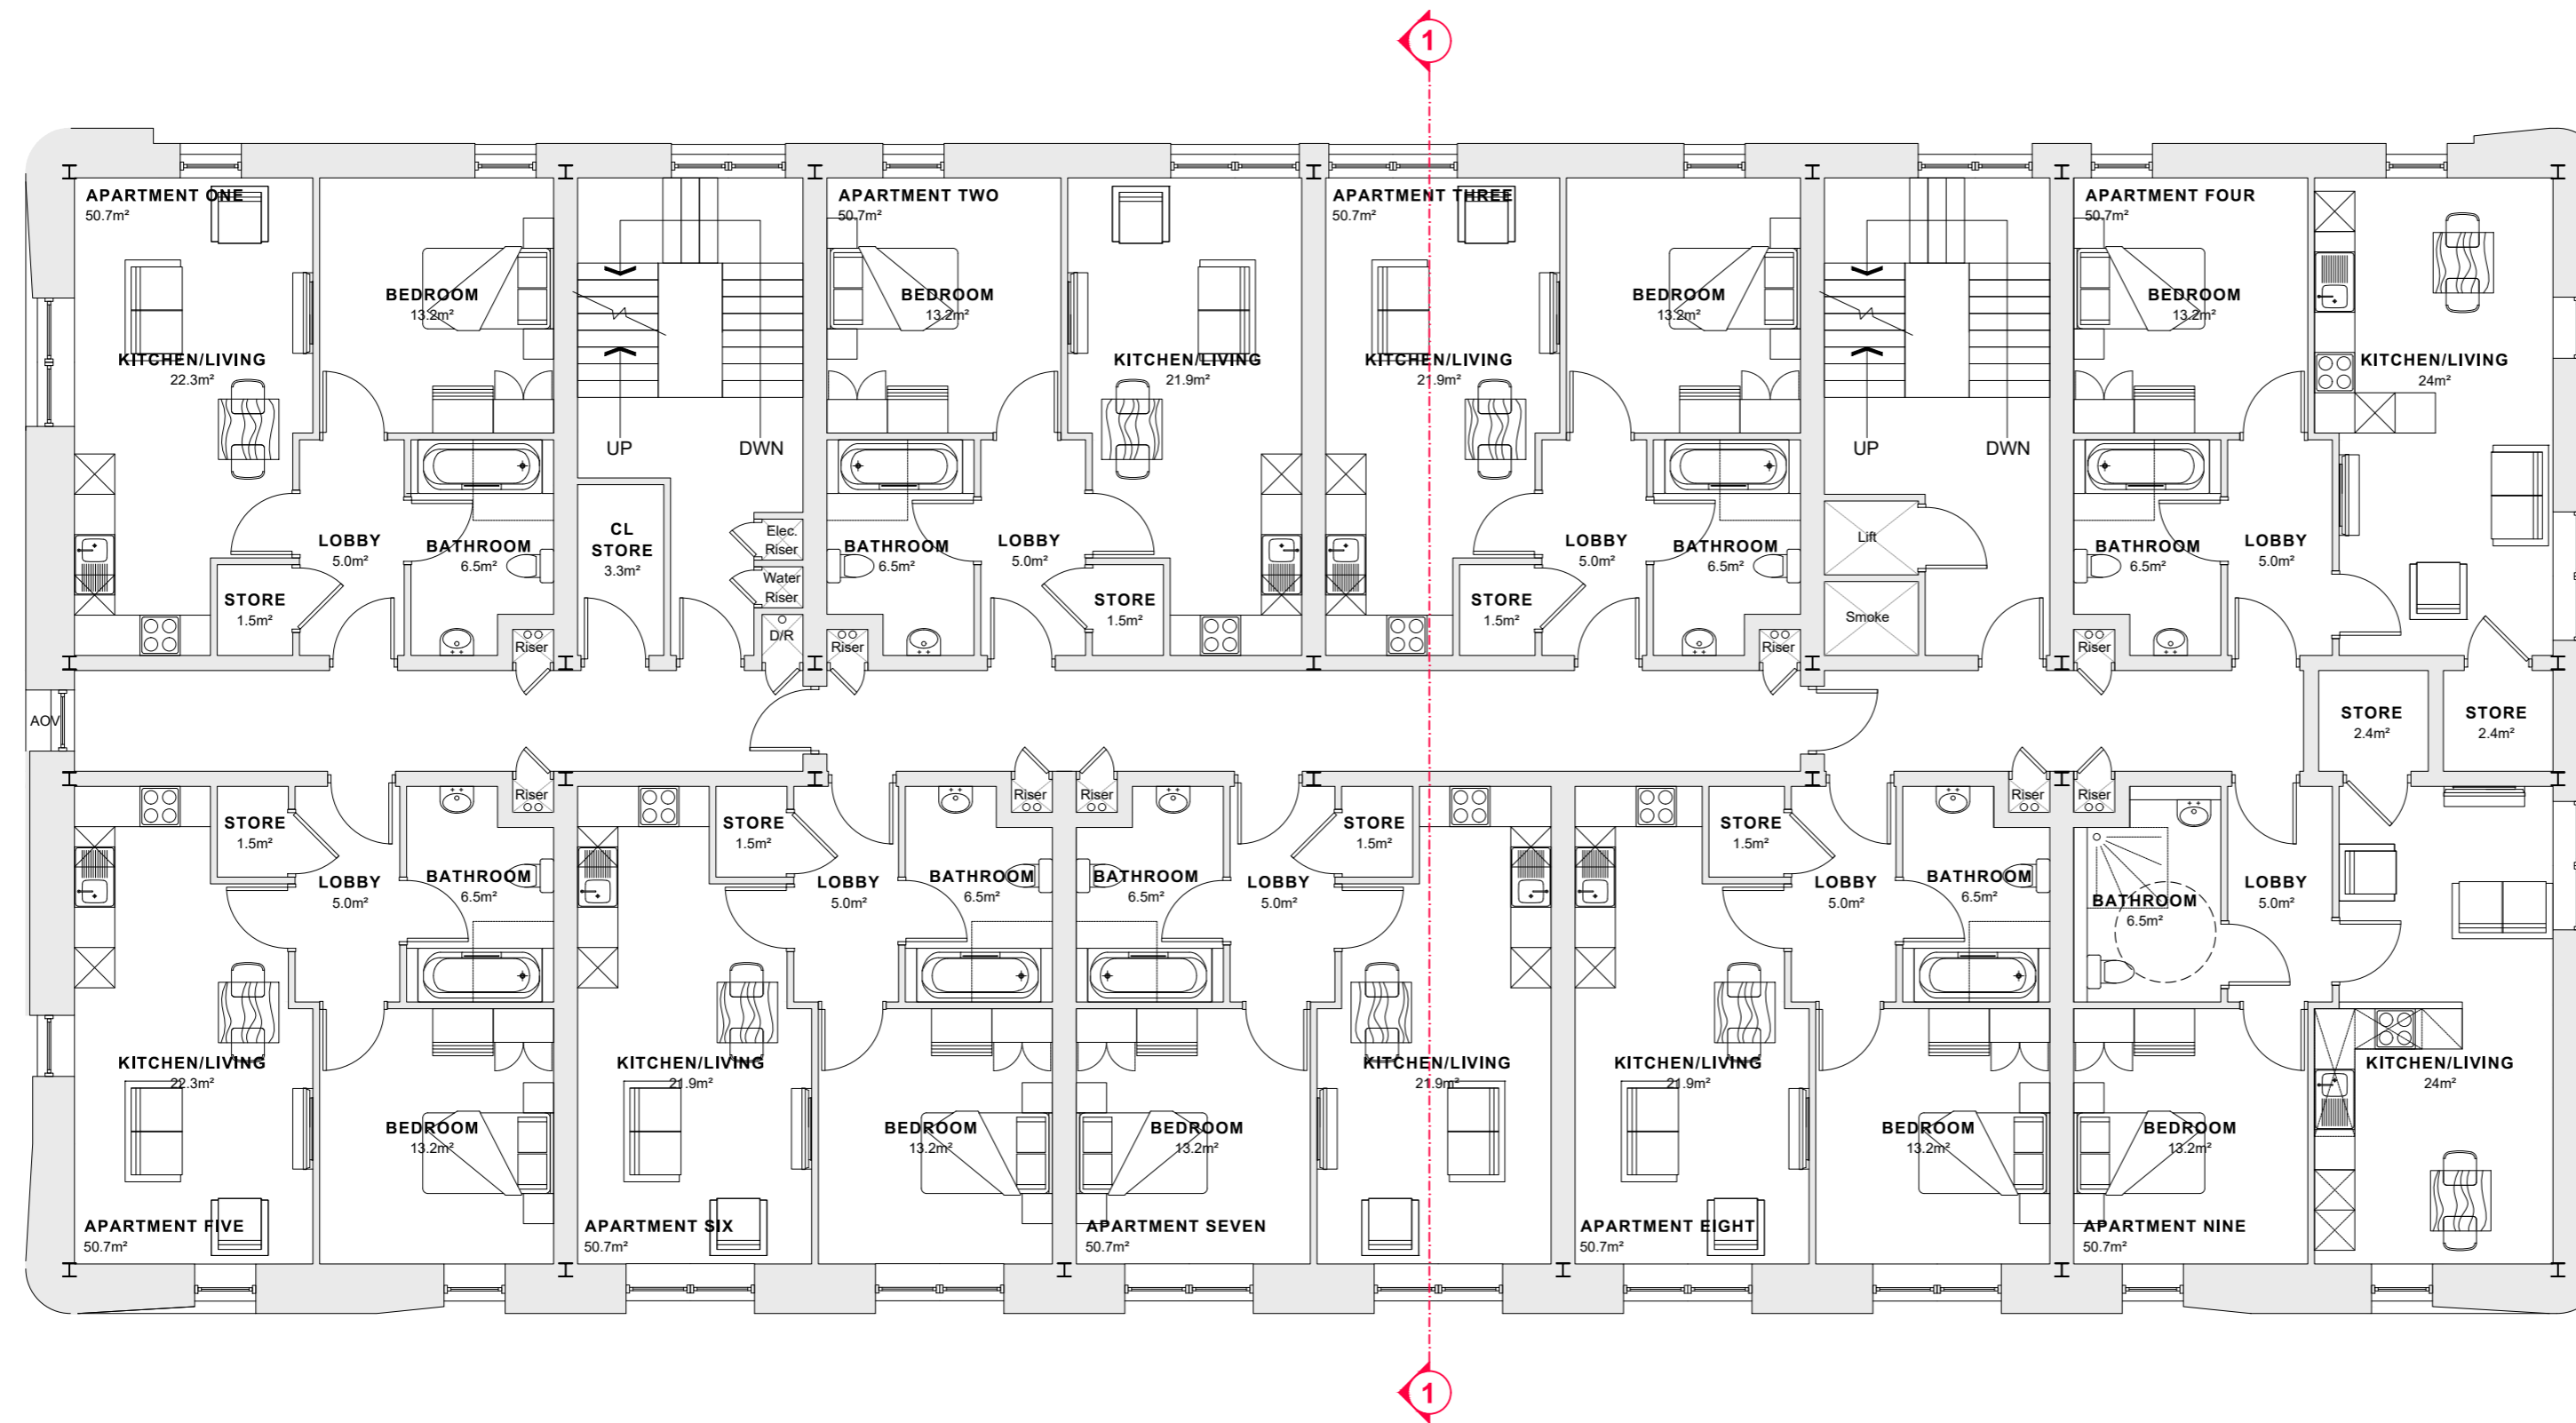 1
APARTMENT ONE
50.7m²
APARTMENT TWO
50.7m²
APARTMENT THREE
50.7m²
APARTMENT FOUR
50.7m²
BEDROOM
13.2m²
BEDROOM
13.2m²
BEDROOM
13.2m²
BEDROOM
13.2m²
KITCHEN/LIVING
22.3m²
KITCHEN/LIVING
21.9m²
KITCHEN/LIVING
21.9m²
KITCHEN/LIVING
24m²
UP
DWN
UP
DWN
LOBBY
5.0m²
BATHROOM
6.5m²
CL
STORE
3.3m²
Elec.
Riser
Water
Riser
D/R
BATHROOM
6.5m²
LOBBY
5.0m²
LOBBY
5.0m²
BATHROOM
6.5m²
Lift
Smoke
BATHROOM
6.5m²
LOBBY
5.0m²
STORE
1.5m²
STORE
1.5m²
STORE
1.5m²
Riser
Riser
Riser
Riser
AOV
STORE
2.4m²
STORE
2.4m²
Riser
Riser
Riser
Riser
Riser
STORE
1.5m²
STORE
1.5m²
STORE
1.5m²
STORE
1.5m²
LOBBY
5.0m²
BATHROOM
6.5m²
LOBBY
5.0m²
BATHROOM
6.5m²
BATHROOM
6.5m²
LOBBY
5.0m²
LOBBY
5.0m²
BATHROOM
6.5m²
BATHROOM
6.5m²
LOBBY
5.0m²
KITCHEN/LIVING
22.3m²
KITCHEN/LIVING
21.9m²
KITCHEN/LIVING
21.9m²
KITCHEN/LIVING
21.9m²
KITCHEN/LIVING
24m²
BEDROOM
13.2m²
BEDROOM
13.2m²
BEDROOM
13.2m²
BEDROOM
13.2m²
BEDROOM
13.2m²
APARTMENT FIVE
50.7m²
APARTMENT SIX
50.7m²
APARTMENT SEVEN
50.7m²
APARTMENT EIGHT
50.7m²
APARTMENT NINE
50.7m²
1